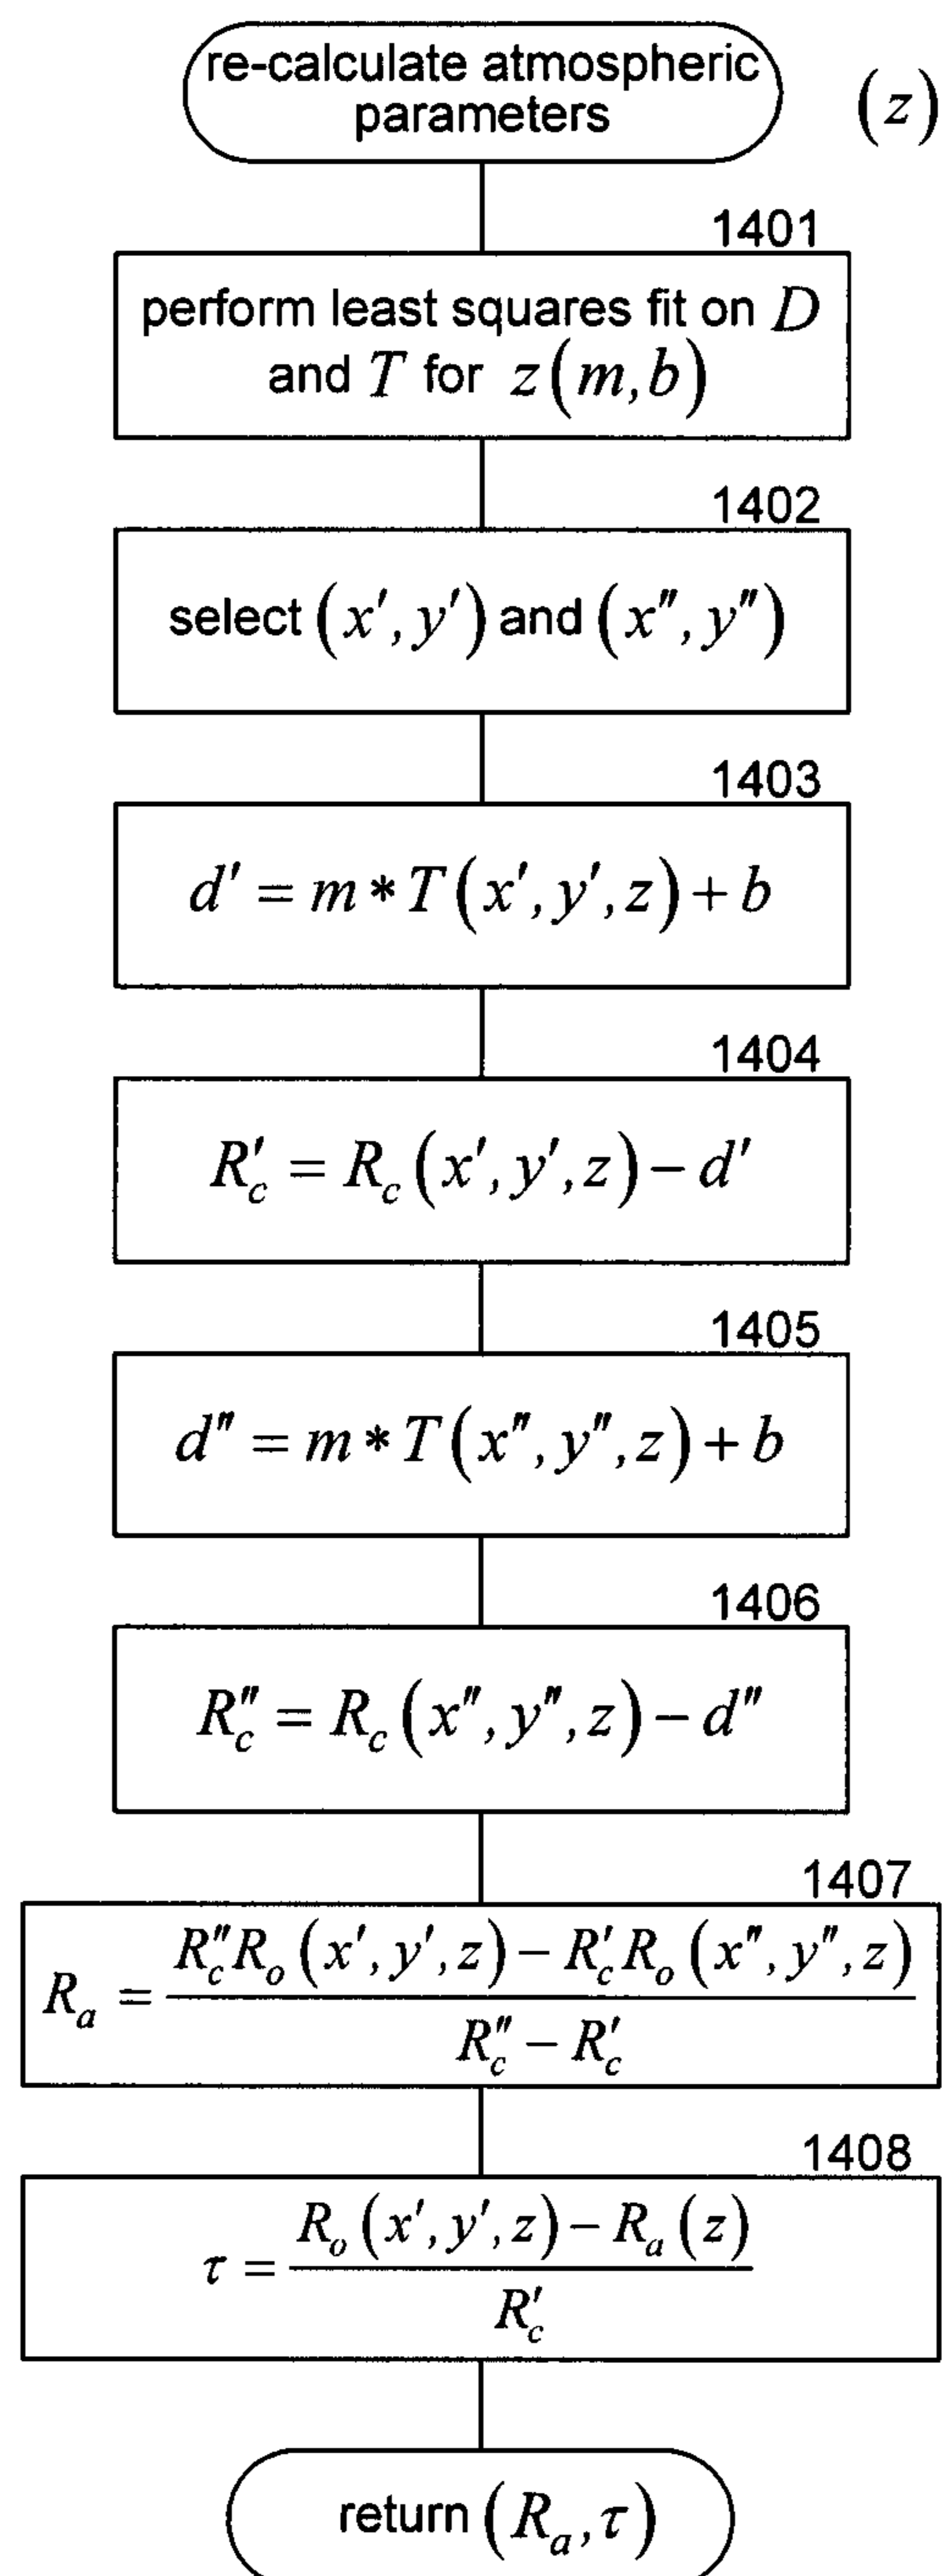 re-calculate atmospheric
parameters
(z)
1401
perform least squares fit on D
and T for z(m,b)
1402
select (x′,y′) and (x″,y″)
1403
d′ = m * T(x′,y′,z) + b
1404
R′c = Rc(x′,y′,z) − d′
1405
d″ = m * T(x″,y″,z) + b
1406
R″c = Rc(x″,y″,z) − d″
1407
Ra = R″cRo(x′,y′,z) − R′cRo(x″,y″,z)
R″c − R′c
1408
τ = Ro(x′,y′,z) − Ra(z)
R′c
return (Ra,τ)